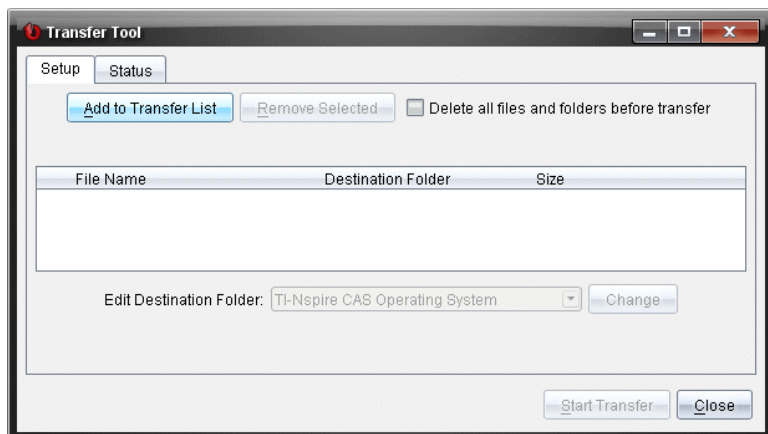 Transfer Tool
Setup Status
Add to Transfer List Remove Selected Delete all files and folders before transfer
File Name Destination Folder Size
Edit Destination Folder: TI-Nspire CAS Operating System Change
Start Transfer Close